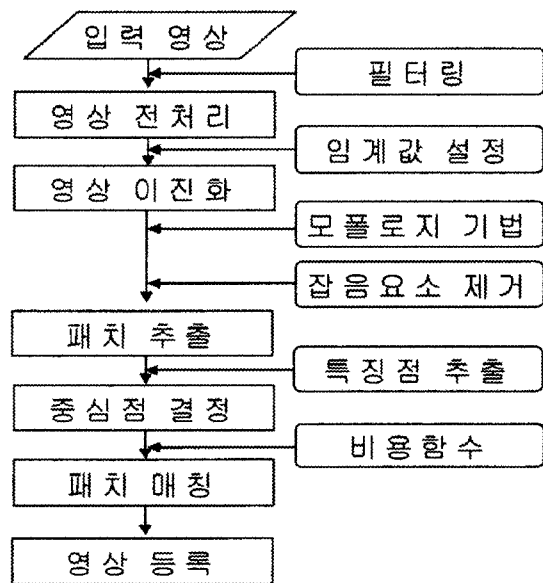 입력 영상
필터링
영상 전처리
임계값 설정
영상 이진화
모폴로지 기법
잡음요소 제거
패치 추출
특징점 추출
중심점 결정
비용함수
패치 매칭
영상 등록